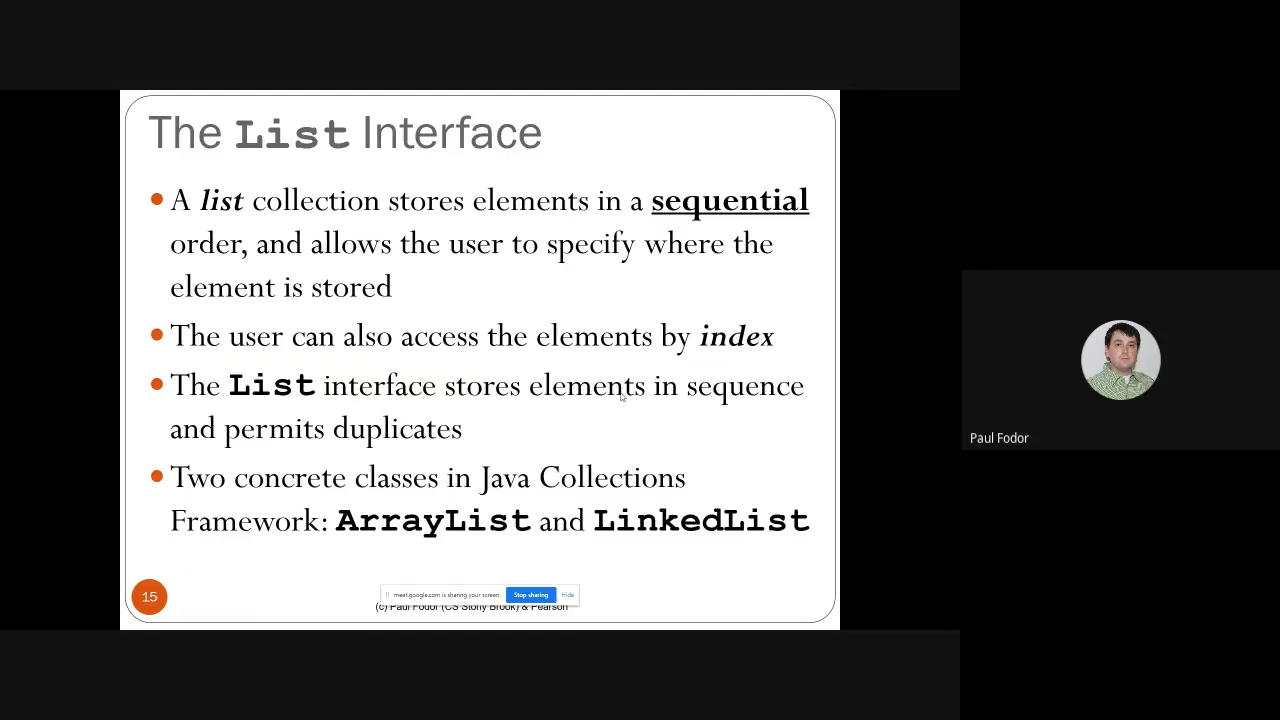 The List Interface
A list collection stores elements in a sequential
order, and allows the user to specify where the
element is stored
The user can also access the elements by index
The List interface stores elements in sequence
and permits duplicates
Two concrete classes in Java Collections
Framework: ArrayList and LinkedList
15
meet.google.com is sharing your screen.
Stop sharing
Hide
(c) Paul Fodor (CS Stony Brook) & Pearson
Paul Fodor